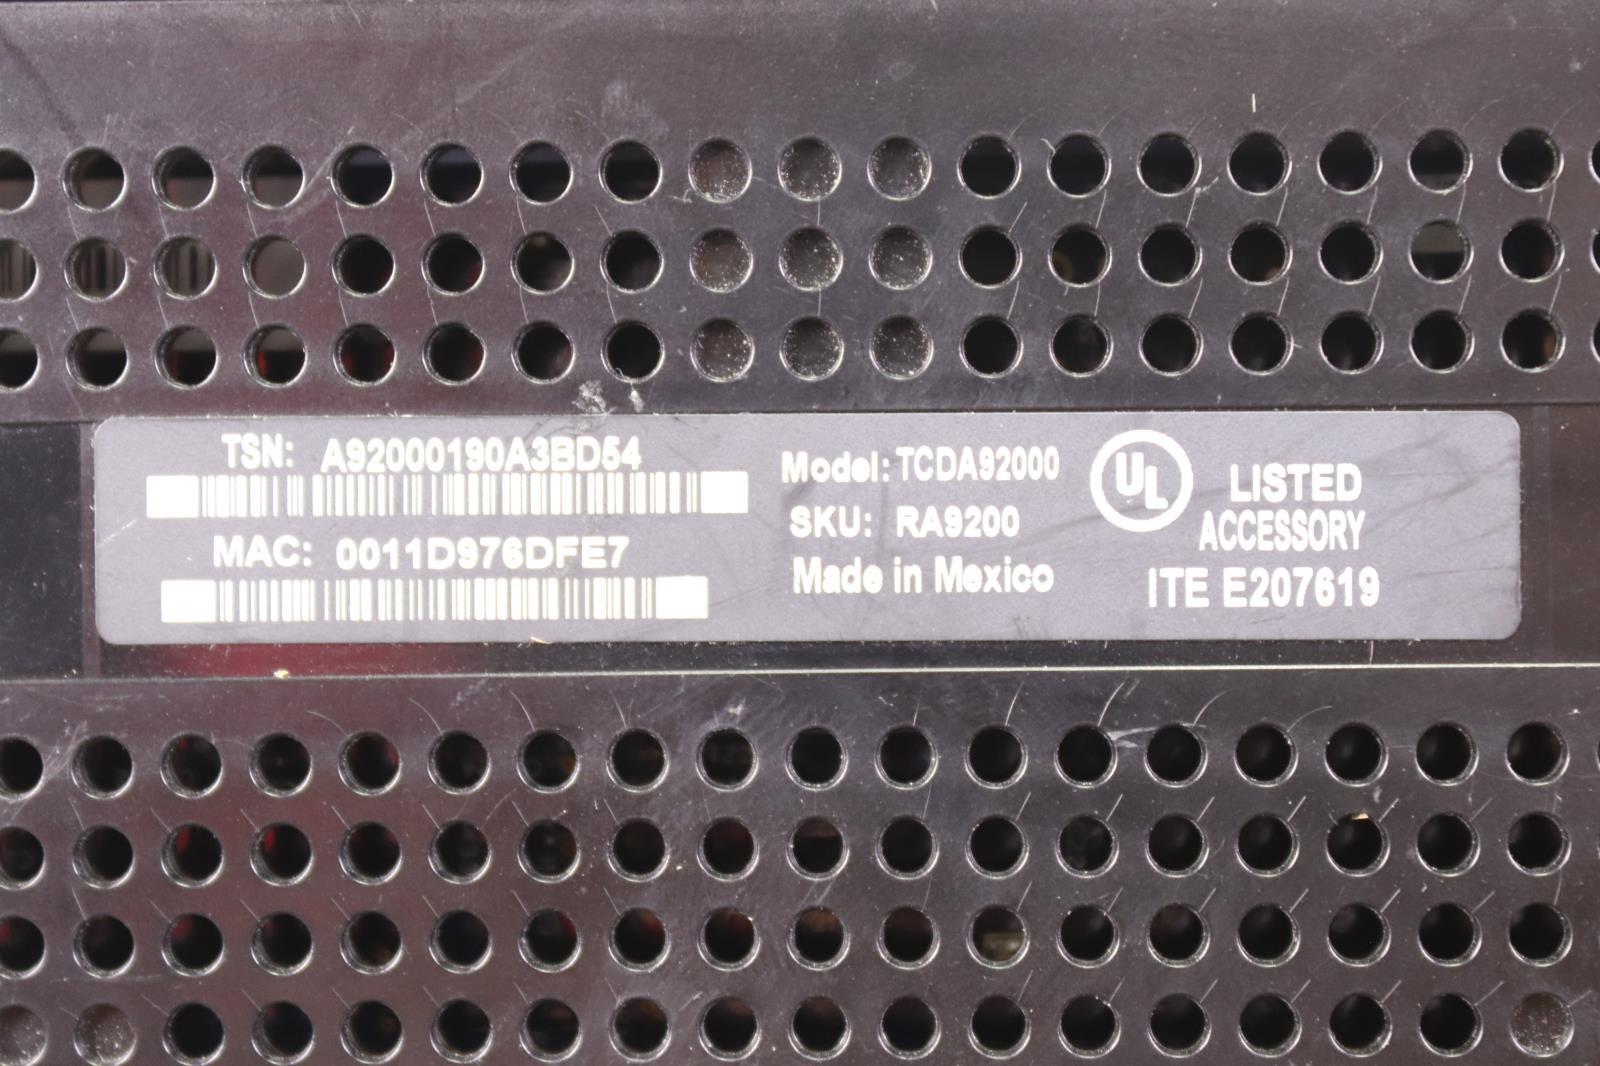 TSN: A92000190A3BD54
MAC: 0011D976DFE7
Model: TCDA92000
SKU: RA9200
Made in Mexico
UL
LISTED
ACCESSORY
ITE E207619